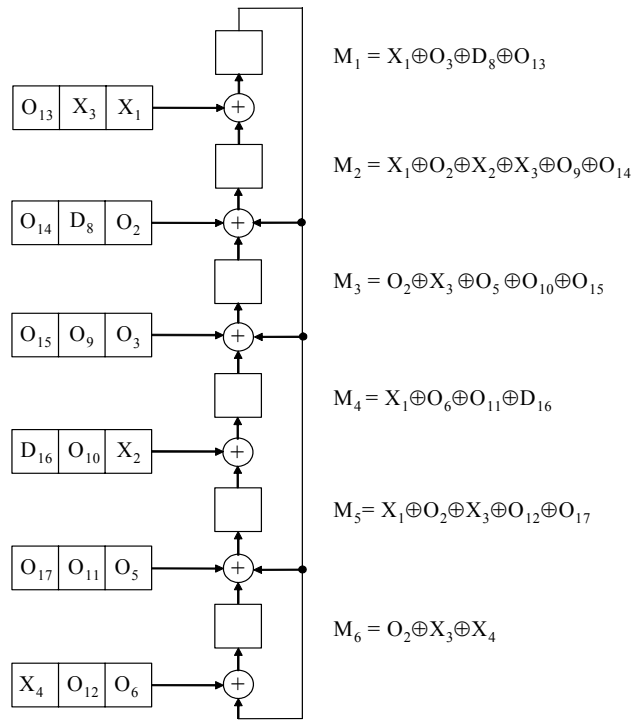 M₁ = X₁⊕O₃⊕D₈⊕O₁₃
O₁₃ X₃ X₁ +
M₂ = X₁⊕O₂⊕X₂⊕X₃⊕O₉⊕O₁₄
O₁₄ D₈ O₂ +
M₃ = O₂⊕X₃⊕O₅⊕O₁₀⊕O₁₅
O₁₅ O₉ O₃ +
M₄ = X₁⊕O₆⊕O₁₁⊕D₁₆
D₁₆ O₁₀ X₂ +
M₅= X₁⊕O₂⊕X₃⊕O₁₂⊕O₁₇
O₁₇ O₁₁ O₅ +
M₆ = O₂⊕X₃⊕X₄
X₄ O₁₂ O₆ +